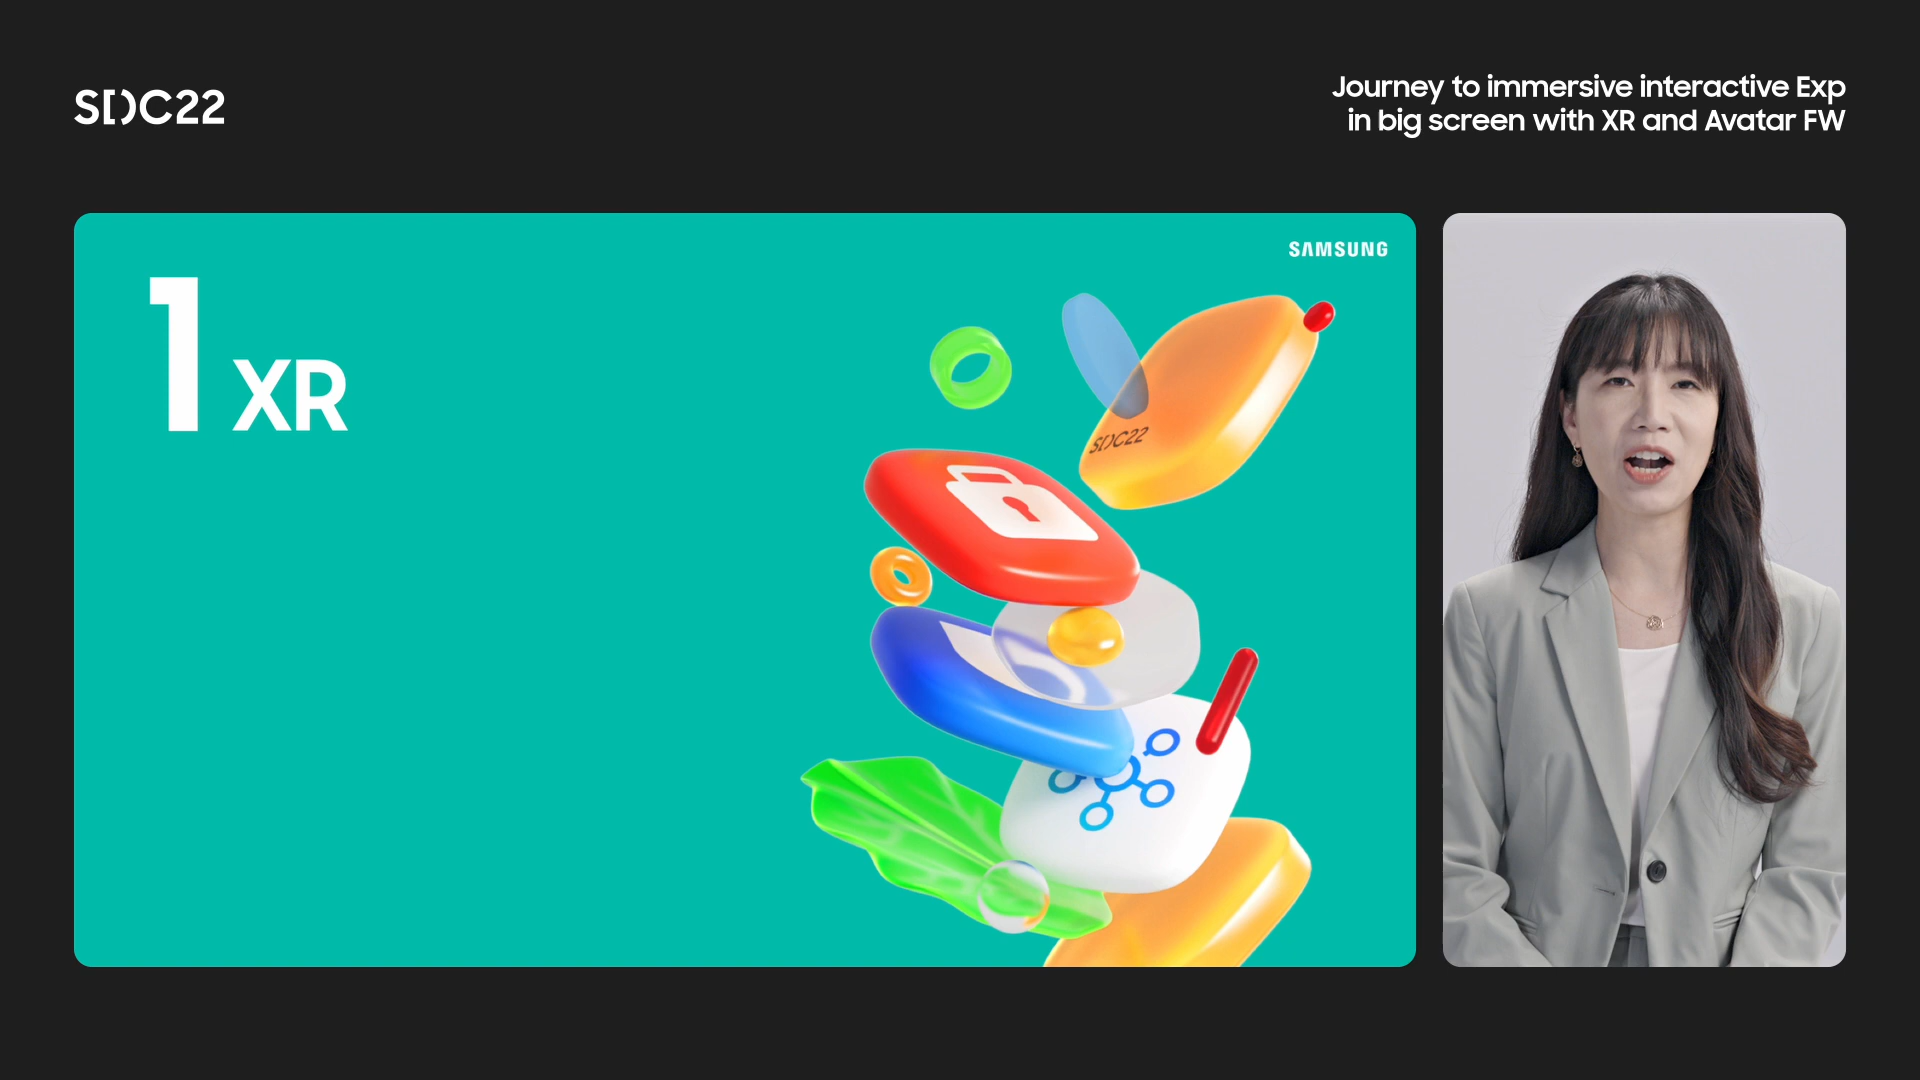 SDC22
Journey to immersive interactive Exp
in big screen with XR and Avatar FW
SAMSUNG
1 XR
SDC22